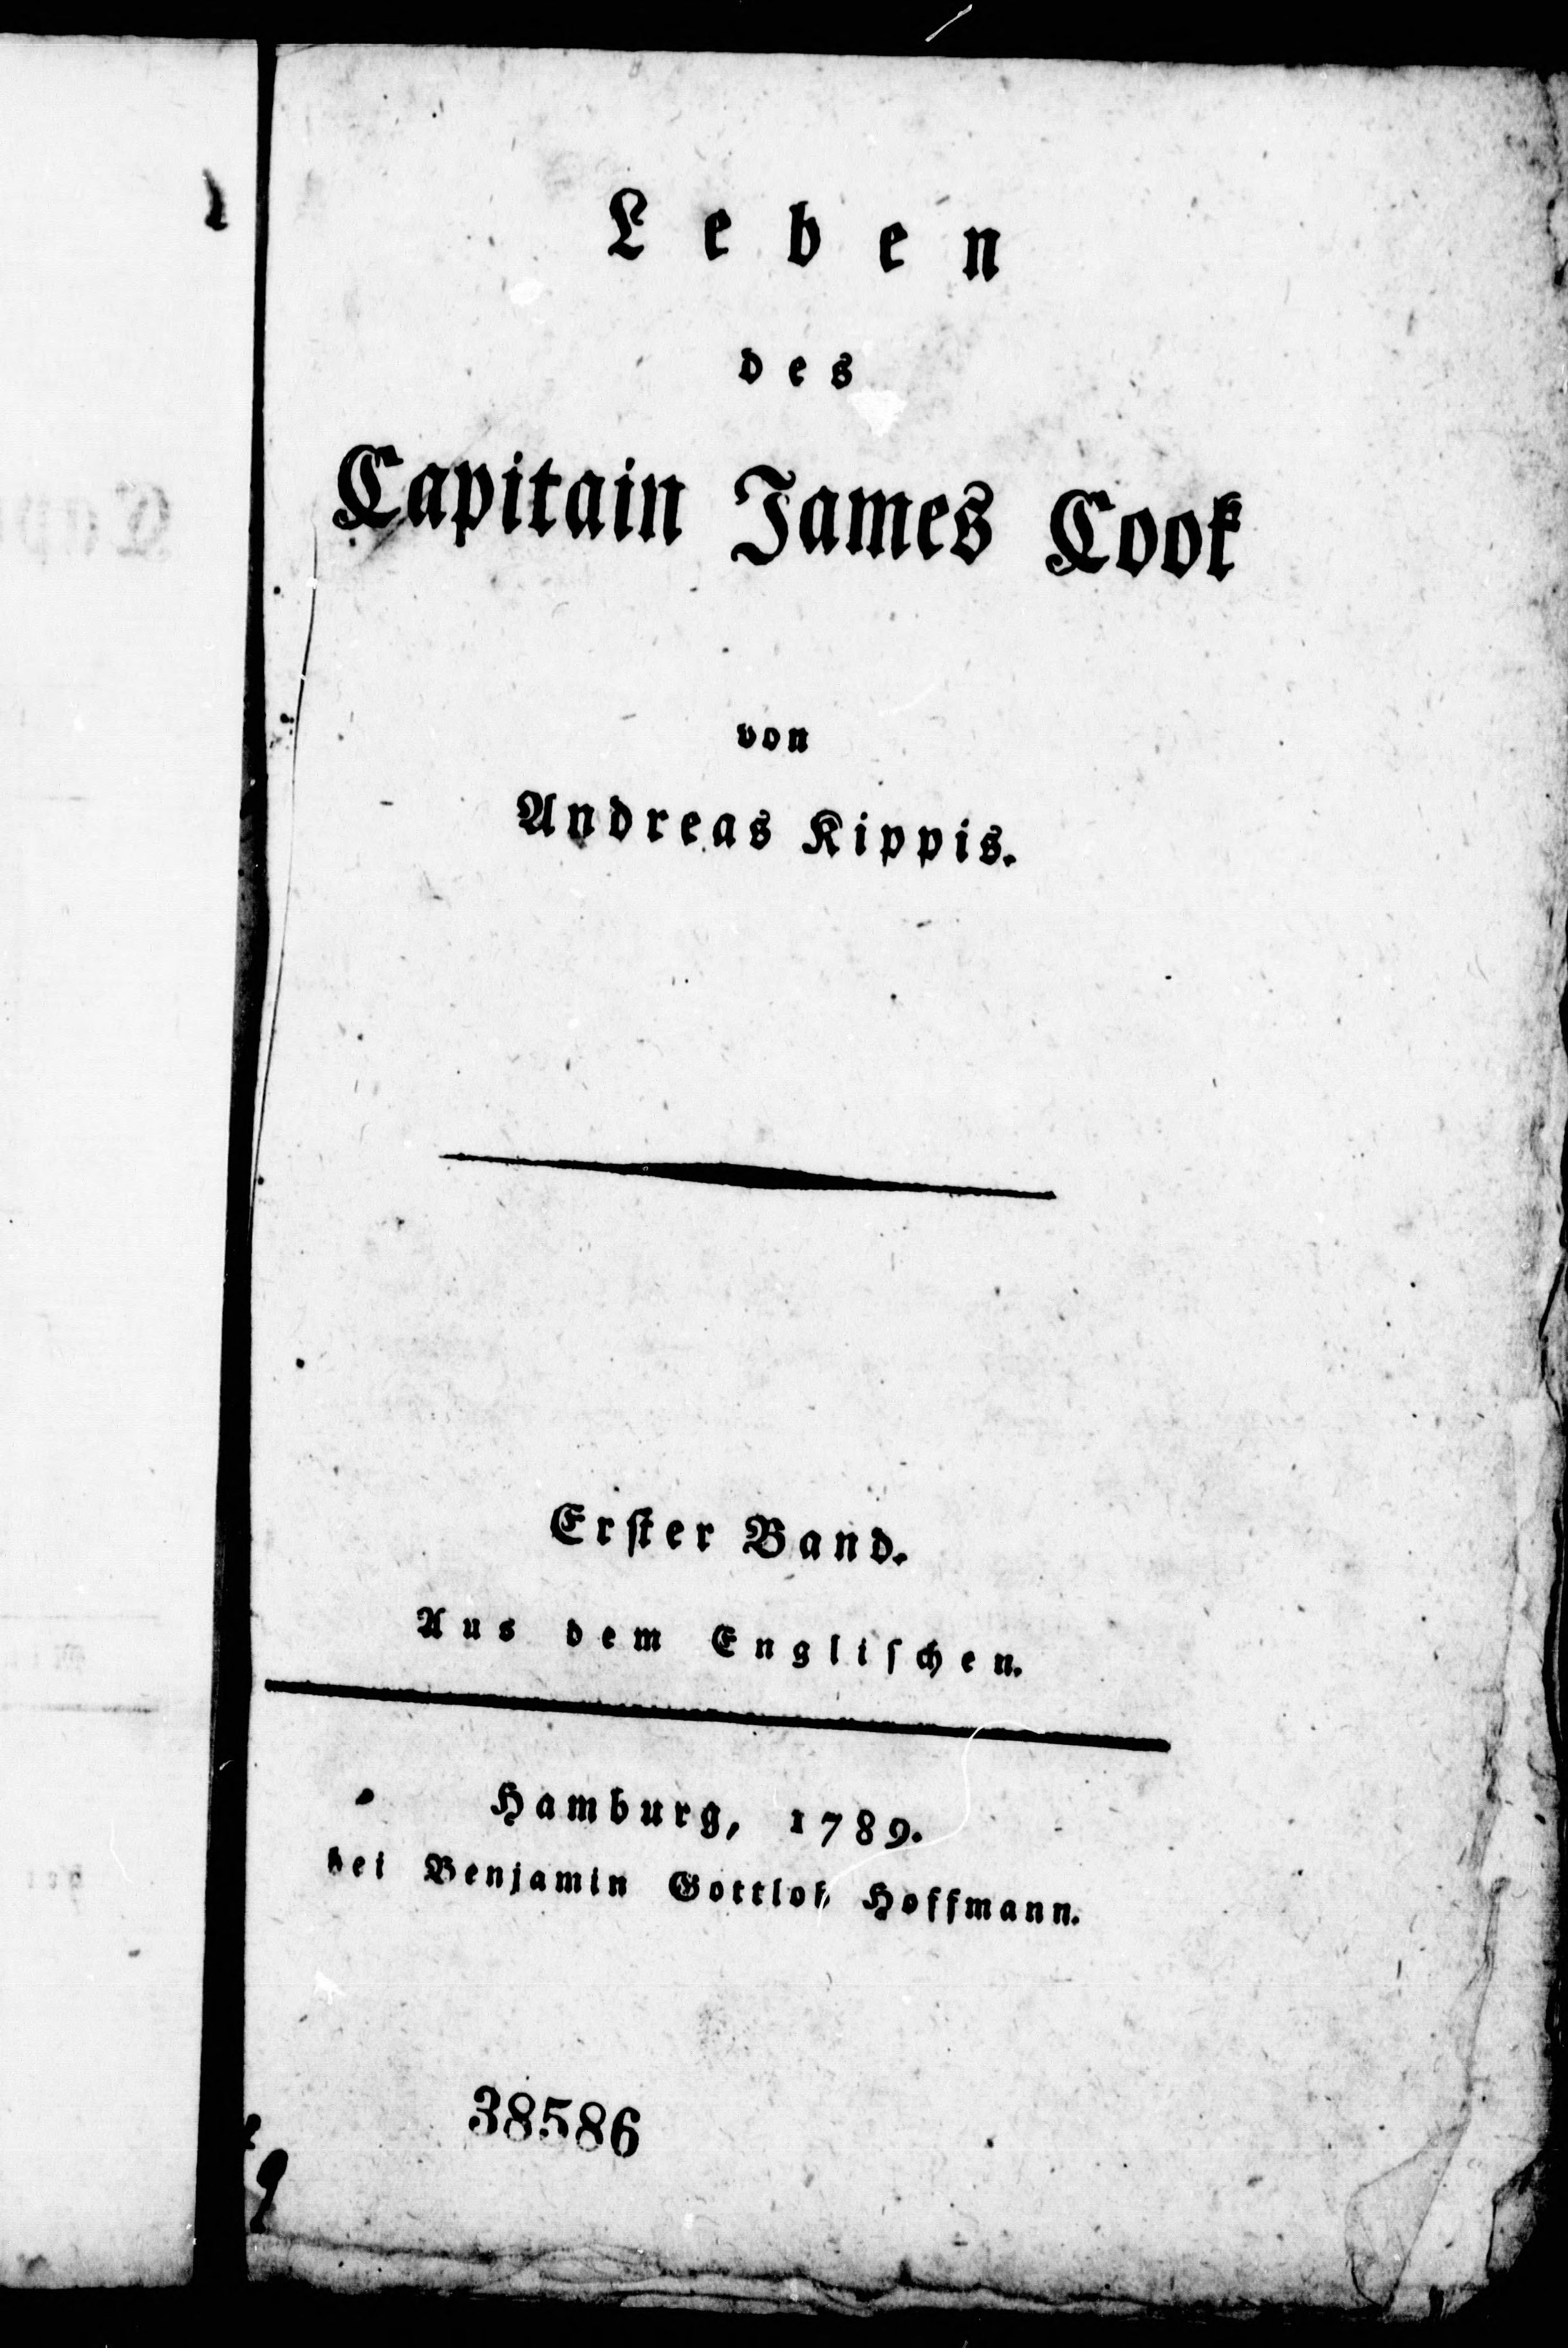 Leben
des
Capitain James Cook
von
Andreas Kippis.
Erster Band.
Aus dem Englischen.
Hamburg, 1789.
bei Benjamin Gottlob Hoffmann.
38586